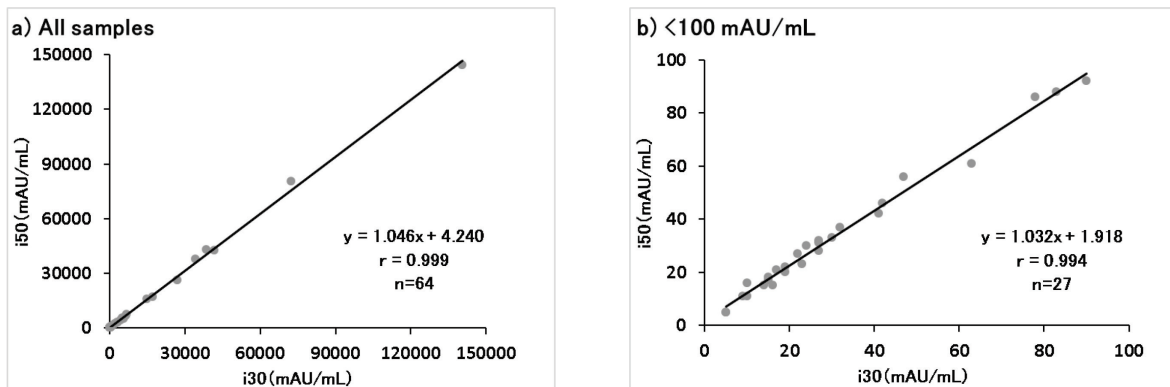 a) All samples
150000
120000
90000
60000
30000
0
i50(mAU/mL)
y = 1.046x + 4.240
r = 0.999
n=64
0 30000 60000 90000 120000 150000
i30(mAU/mL)
b) <100 mAU/mL
100
80
60
40
20
0
i50(mAU/mL)
y = 1.032x + 1.918
r = 0.994
n=27
0 20 40 60 80 100
i30(mAU/mL)